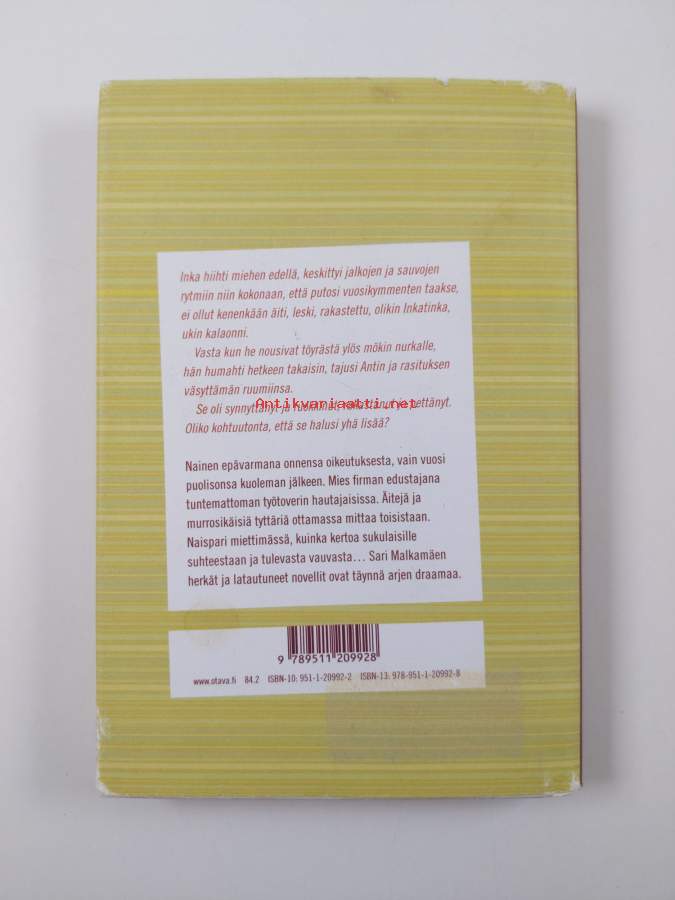 Inka hiihti miehen edellä, keskittyi jalkojen ja sauvojen
rytmiin niin kokonaan, että putosi vuosikymmenten taakse,
ei ollut kenenkään äiti, leski, rakastettu, olikin Inkatinka,
ukin kalaonni.
Vasta kun he nousivat töyrästä ylös mökin nurkalle,
hän humahti hetkeen takaisin, tajusi Antin ja rasituksen
väsyttämän ruumiinsa.
Antikvariaatti.net
Se oli synnyttänyt ja ja pettänyt.
Oliko kohtuutonta, että se halusi yhä lisää?
Nainen epävarmana onnensa oikeutuksesta, vain vuosi
puolisonsa kuoleman jälkeen. Mies firman edustajana
tuntemattoman työtoverin hautajaisissa. Äitejä ja
murrosikäisiä tyttäriä ottamassa mittaa toisistaan.
Naispari miettimässä, kuinka kertoa sukulaisille
suhteestaan ja tulevasta vauvasta... Sari Malkamäen
herkät ja latautuneet novellit ovat täynnä arjen draamaa.
9 789511 209928
www.otava.fi 84.2 ISBN-10: 951-1-20992-2 ISBN-13: 978-951-1-20992-8